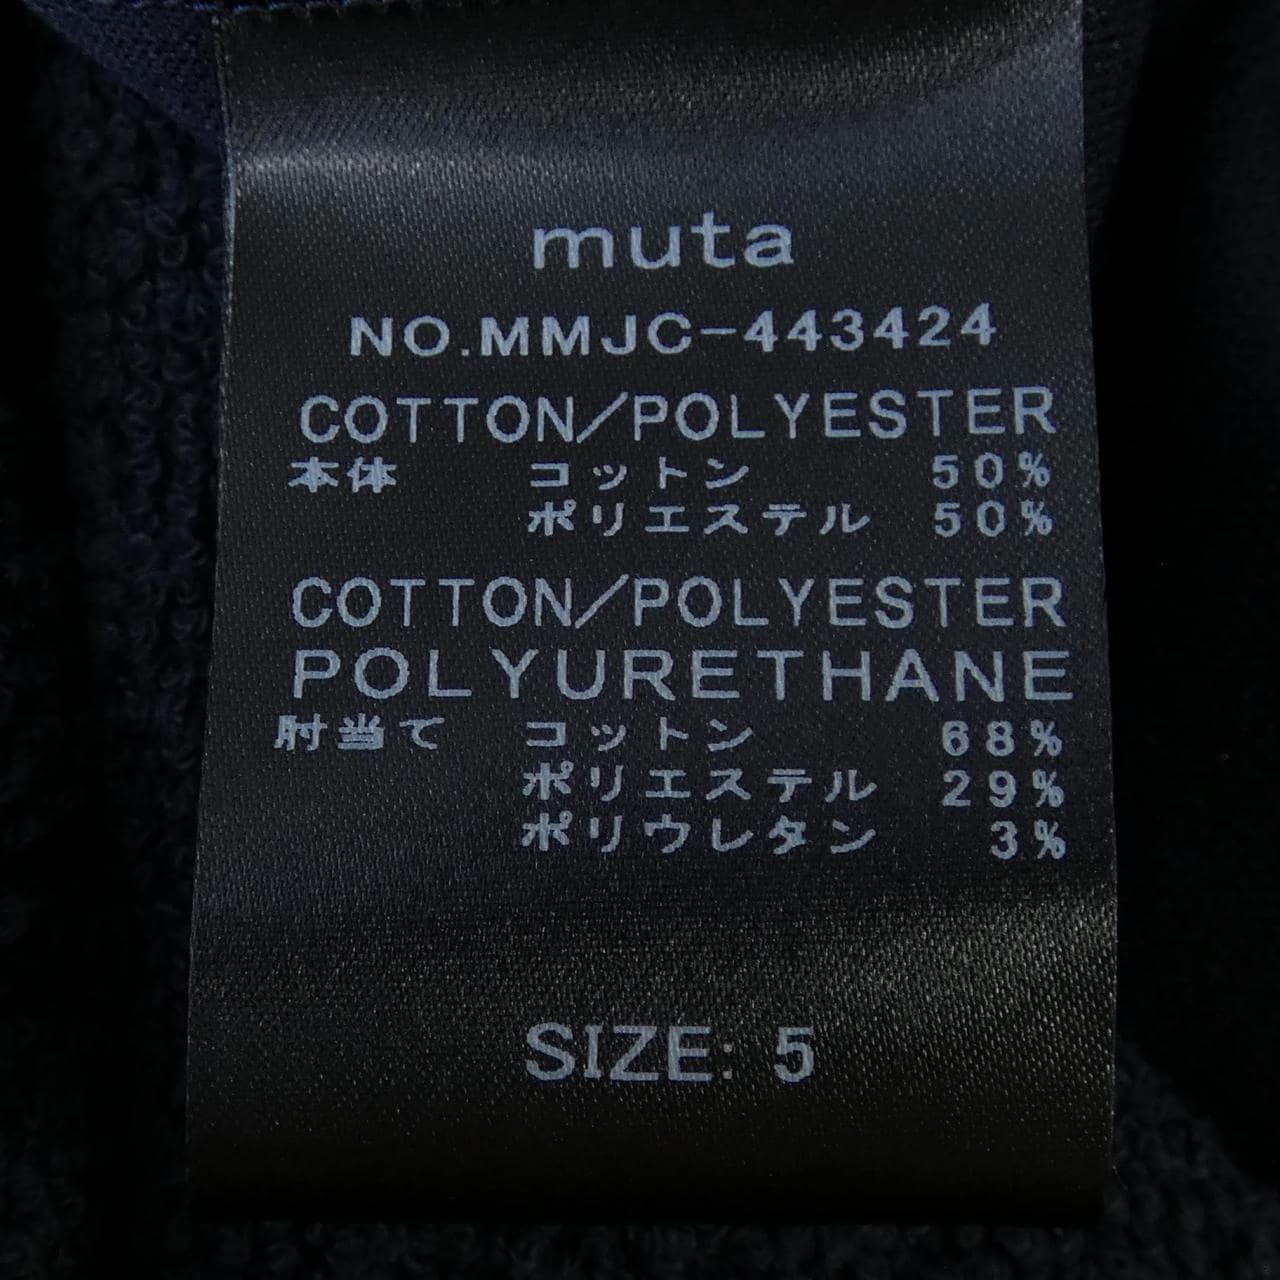 muta
NO.MMJC-443424
COTTON/POLYESTER
本体 コットン 50%
ポリエステル 50%
COTTON/POLYESTER
POLYURETHANE
肘当て コットン 68%
ポリエステル 29%
ポリウレタン 3%
SIZE: 5